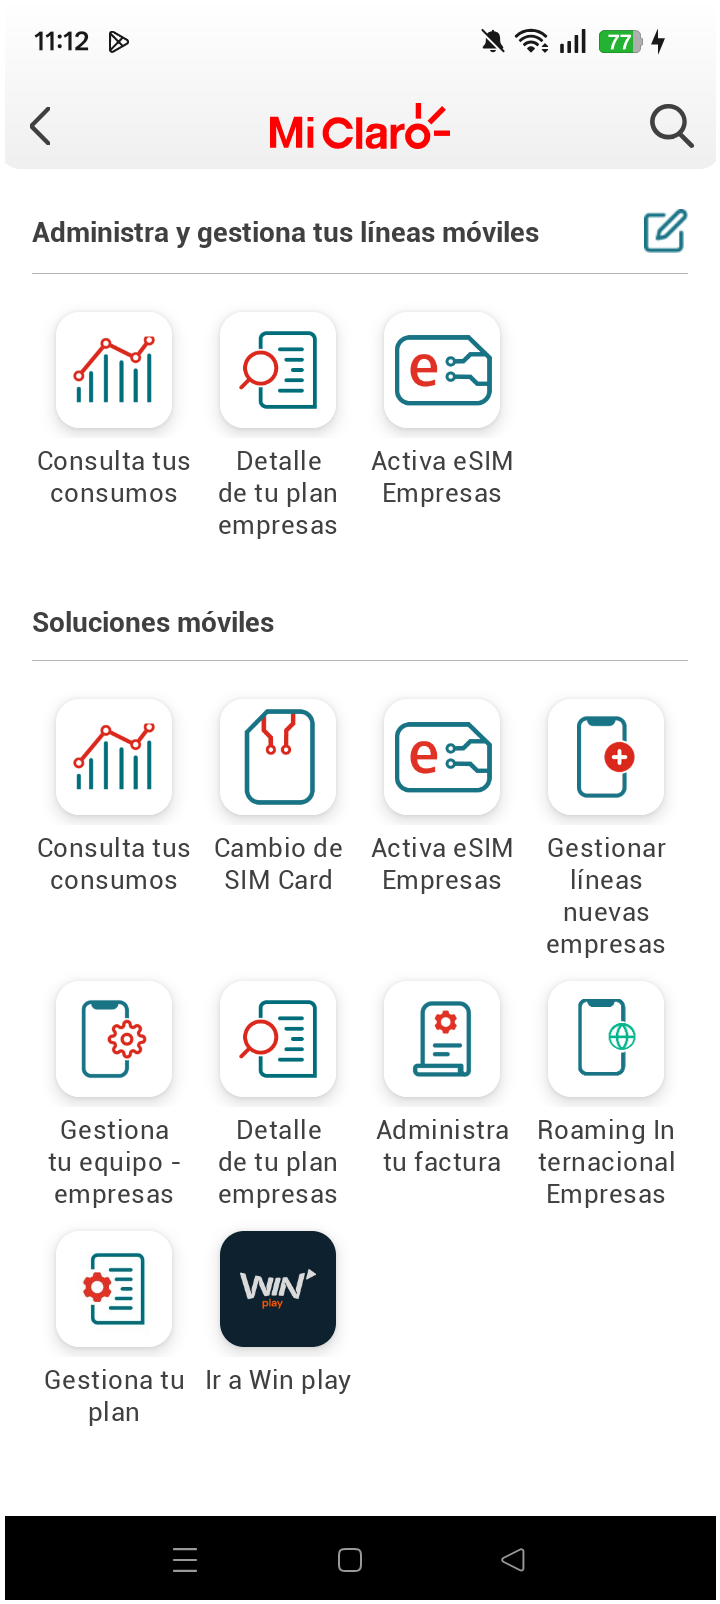 11:12
77
Mi Claro
Administra y gestiona tus líneas móviles
Consulta tus
consumos
Detalle
de tu plan
empresas
e
Activa eSIM
Empresas
Soluciones móviles
Consulta tus
consumos
Cambio de
SIM Card
e
Activa eSIM
Empresas
Gestionar
líneas
nuevas
empresas
Gestiona
tu equipo -
empresas
Detalle
de tu plan
empresas
Administra
tu factura
Roaming In
ternacional
Empresas
Gestiona tu
plan
WIN
play
Ir a Win play